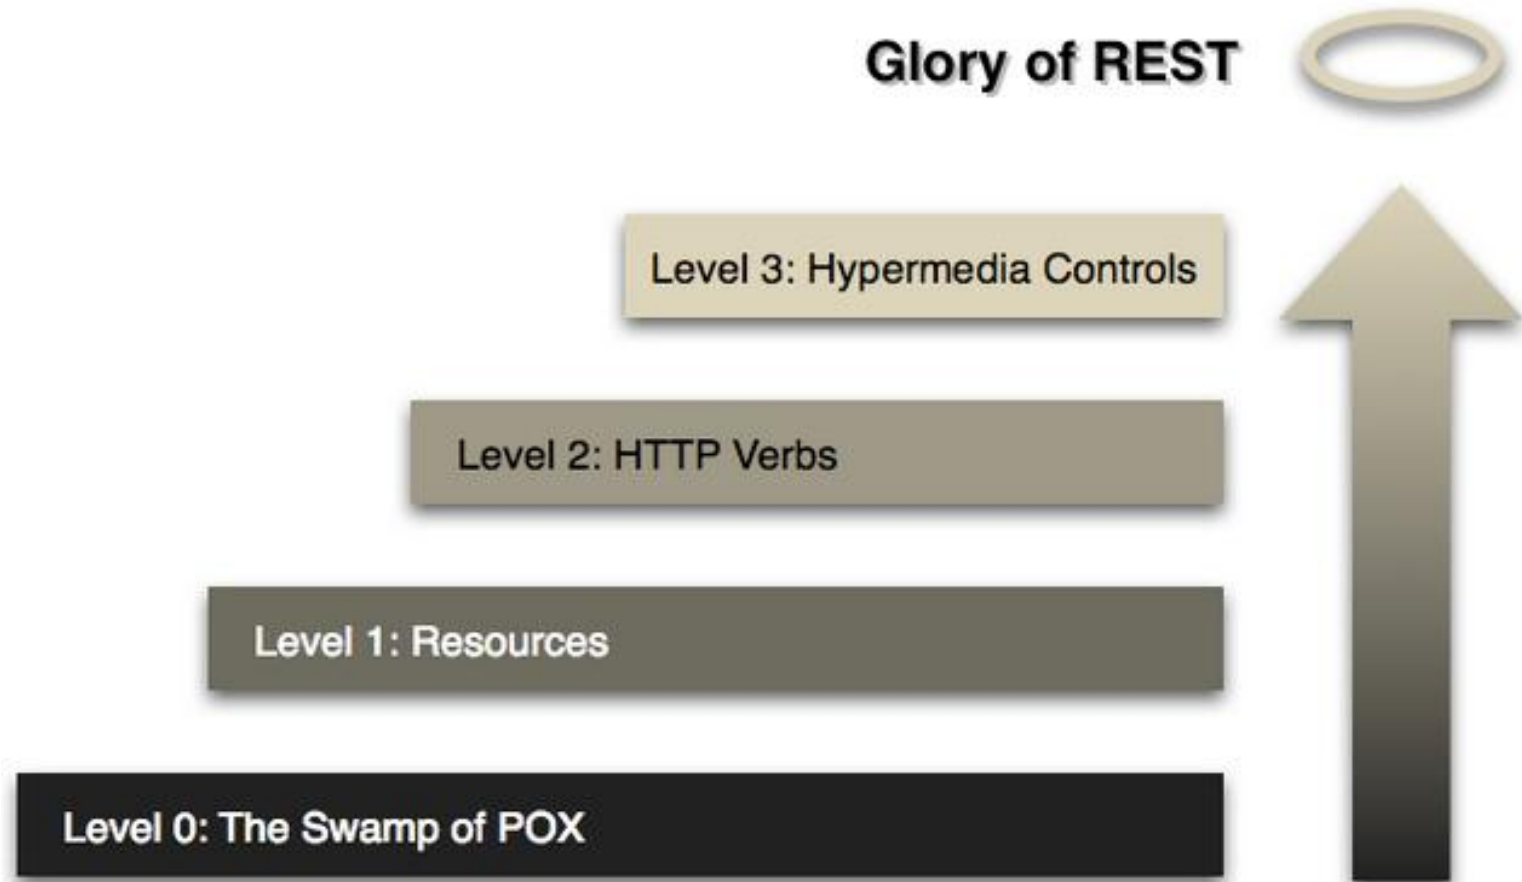 Glory of REST
Level 3: Hypermedia Controls
Level 2: HTTP Verbs
Level 1: Resources
Level 0: The Swamp of POX